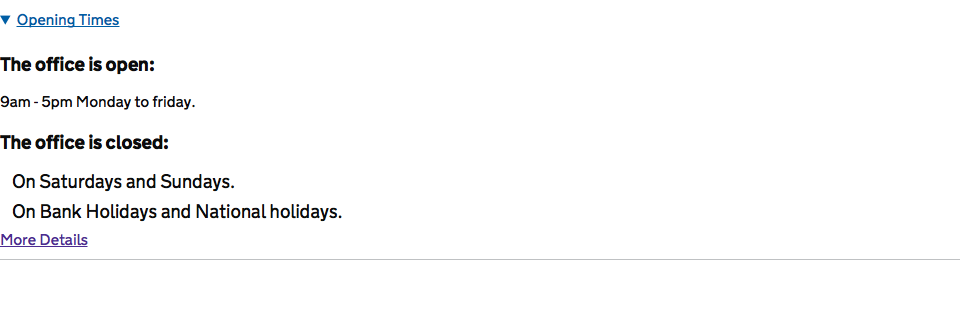 Opening Times
The office is open:
9am - 5pm Monday to friday.
The office is closed:
On Saturdays and Sundays.
On Bank Holidays and National holidays.
More Details